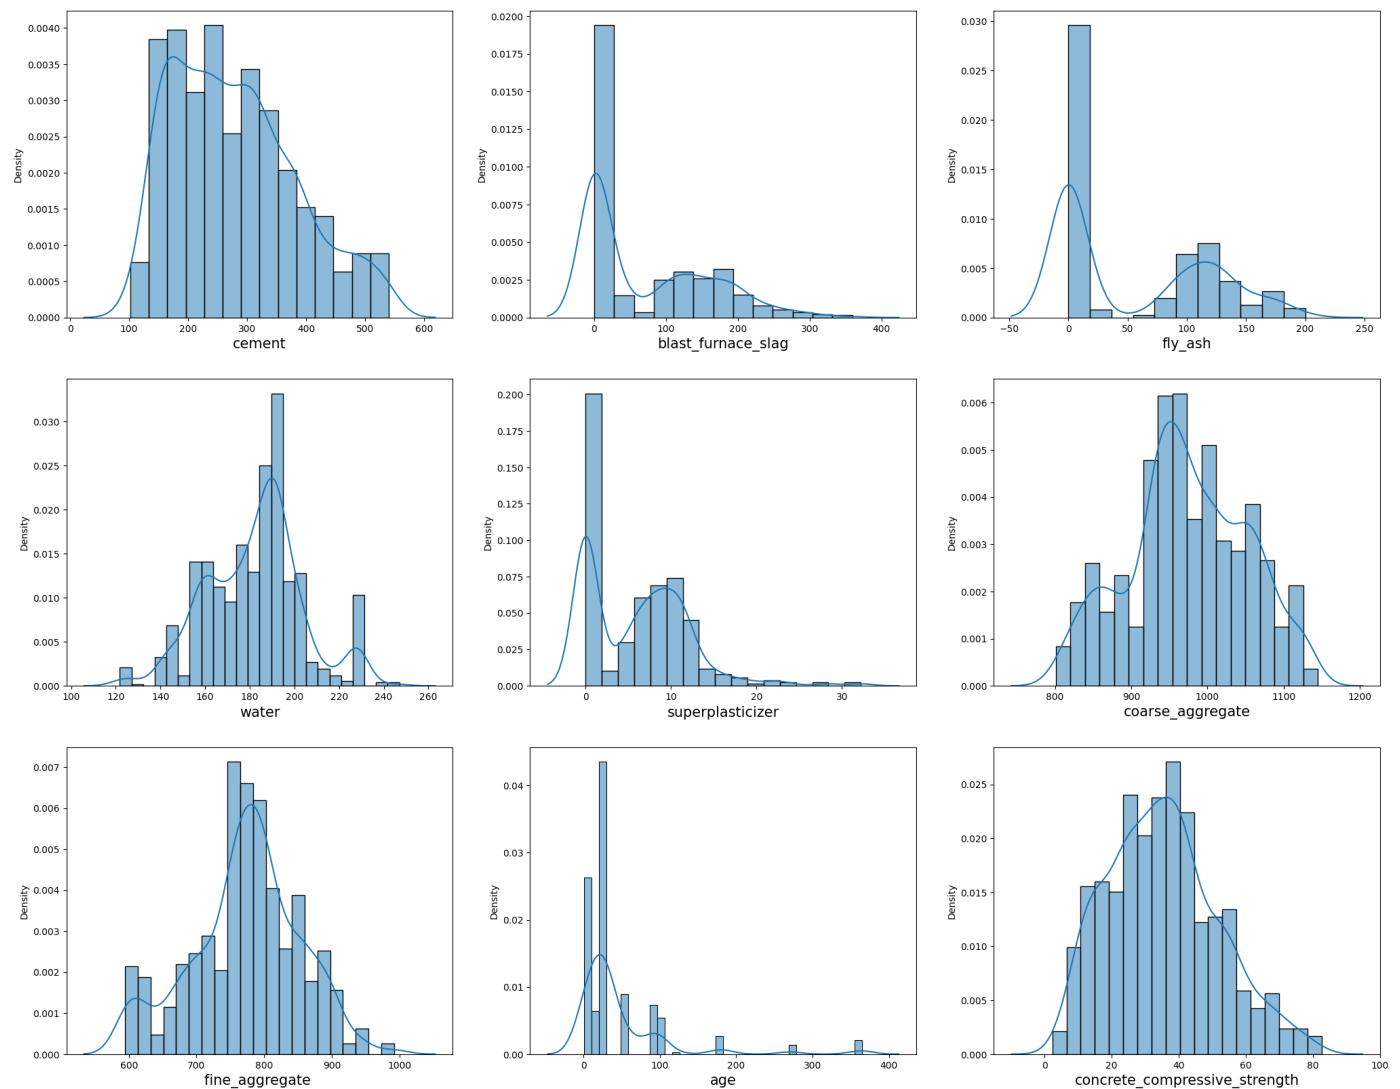 0.0040
0.0035
0.0030
0.0025
0.0020
0.0015
0.0010
0.0005
0.0000
Density
0 100 200 300 400 500 600
cement
0.0200
0.0175
0.0150
0.0125
0.0100
0.0075
0.0050
0.0025
0.0000
Density
0 100 200 300 400
blast_furnace_slag
0.030
0.025
0.020
0.015
0.010
0.005
0.000
Density
−50 0 50 100 150 200 250
fly_ash
0.030
0.025
0.020
0.015
0.010
0.005
0.000
Density
100 120 140 160 180 200 220 240 260
water
0.200
0.175
0.150
0.125
0.100
0.075
0.050
0.025
0.000
Density
0 10 20 30
superplasticizer
0.006
0.005
0.004
0.003
0.002
0.001
0.000
Density
800 900 1000 1100 1200
coarse_aggregate
0.007
0.006
0.005
0.004
0.003
0.002
0.001
0.000
Density
600 700 800 900 1000
fine_aggregate
0.04
0.03
0.02
0.01
0.00
Density
0 100 200 300 400
age
0.025
0.020
0.015
0.010
0.005
0.000
Density
0 20 40 60 80 100
concrete_compressive_strength